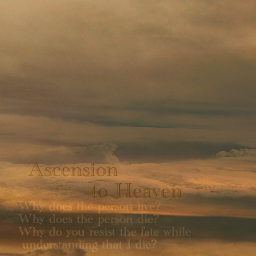 Ascension
to Heaven
Why does the person live?
Why does the person die?
Why do you resist the fate while
understanding that I die?